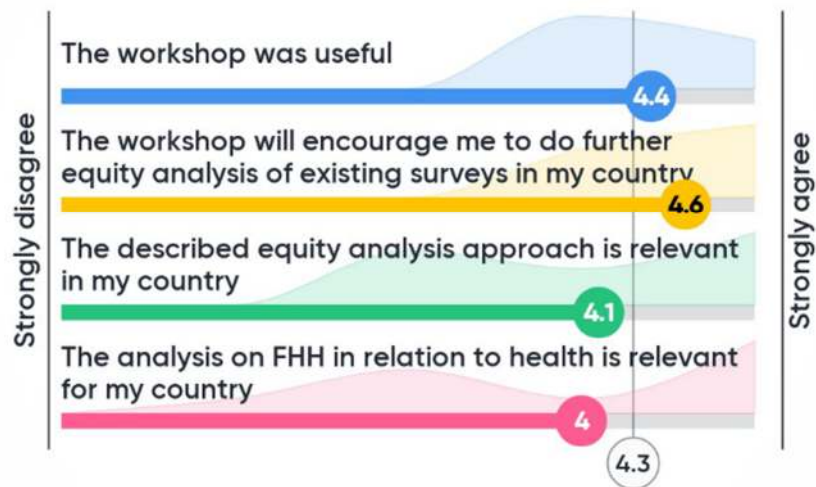 Strongly disagree
The workshop was useful
4.4
The workshop will encourage me to do further
equity analysis of existing surveys in my country
4.6
The described equity analysis approach is relevant
in my country
4.1
The analysis on FHH in relation to health is relevant
for my country
4
4.3
Strongly agree